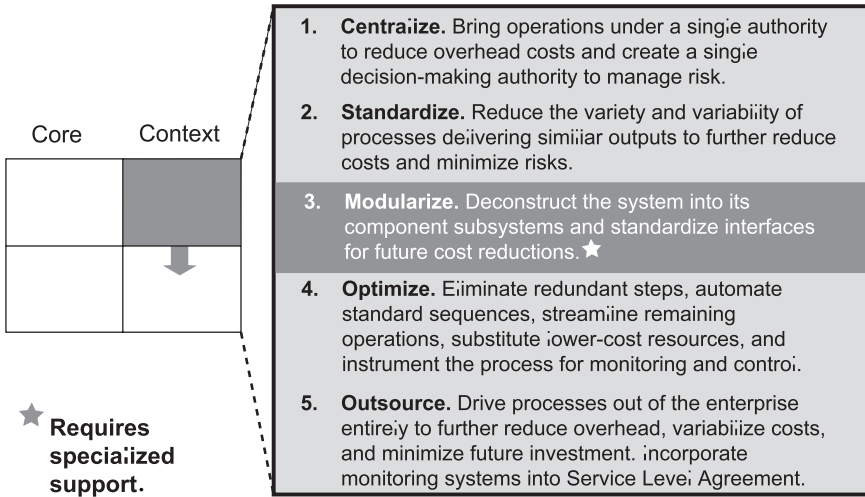 Core Context
1. Centralize. Bring operations under a single authority
to reduce overhead costs and create a single
decision-making authority to manage risk.
2. Standardize. Reduce the variety and variability of
processes delivering similiar outputs to further reduce
costs and minimize risks.
3. Modularize. Deconstruct the system into its
component subsystems and standardize interfaces
for future cost reductions.★
4. Optimize. Eliminate redundant steps, automate
standard sequences, streamline remaining
operations, substitute lower-cost resources, and
instrument the process for monitoring and control.
5. Outsource. Drive processes out of the enterprise
entirely to further reduce overhead, variabilize costs,
and minimize future investment. Incorporate
monitoring systems into Service Level Agreement.
★ Requires
specialized
support.